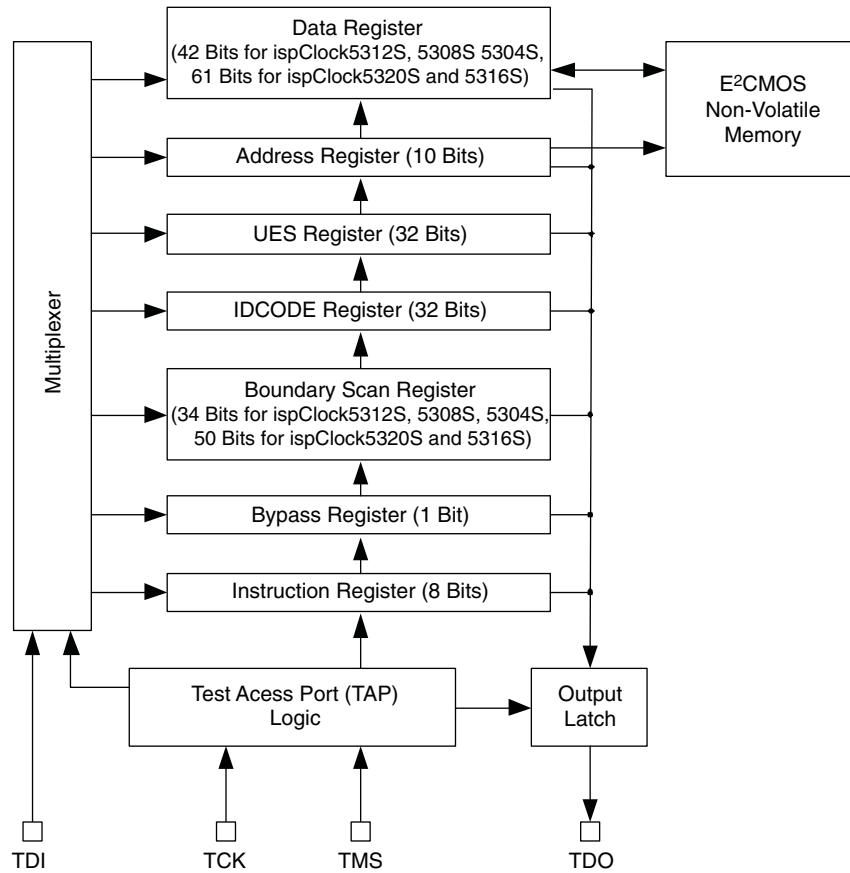 Data Register
(42 Bits for ispClock5312S, 5308S 5304S,
61 Bits for ispClock5320S and 5316S)
E²CMOS
Non-Volatile
Memory
Address Register (10 Bits)
UES Register (32 Bits)
IDCODE Register (32 Bits)
Multiplexer
Boundary Scan Register
(34 Bits for ispClock5312S, 5308S, 5304S,
50 Bits for ispClock5320S and 5316S)
Bypass Register (1 Bit)
Instruction Register (8 Bits)
Test Acess Port (TAP)
Logic
Output
Latch
TDI
TCK
TMS
TDO